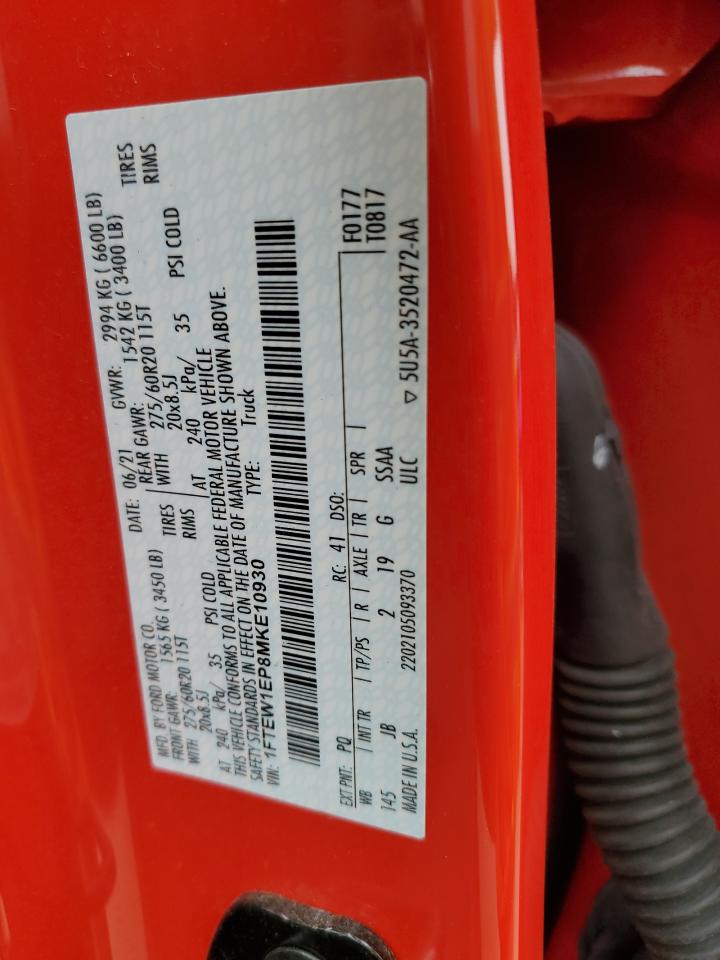 MFD. BY FORD MOTOR CO. DATE: 06/21 GVWR: 2994 KG ( 6600 LB)
FRONT GAWR: 1565 KG ( 3450 LB) REAR GAWR: 1542 KG ( 3400 LB)
WITH 275/60R20 115T TIRES WITH 275/60R20 115T TIRES
20x8.5J RIMS 20x8.5J RIMS
AT 240 kPa/ 35 PSI COLD AT 240 kPa/ 35 PSI COLD
THIS VEHICLE CONFORMS TO ALL APPLICABLE FEDERAL MOTOR VEHICLE
SAFETY STANDARDS IN EFFECT ON THE DATE OF MANUFACTURE SHOWN ABOVE.
VIN: 1FTEW1EP8MKE10930 TYPE: Truck
EXT PNT: PQ RC: 41 DSO: F0177
WB INT TR TP/PS R AXLE TR SPR T0817
145 JB 2 19 G SSAA
MADE IN U.S.A. 2202105093370 ULC ▽ 5U5A-3520472-AA